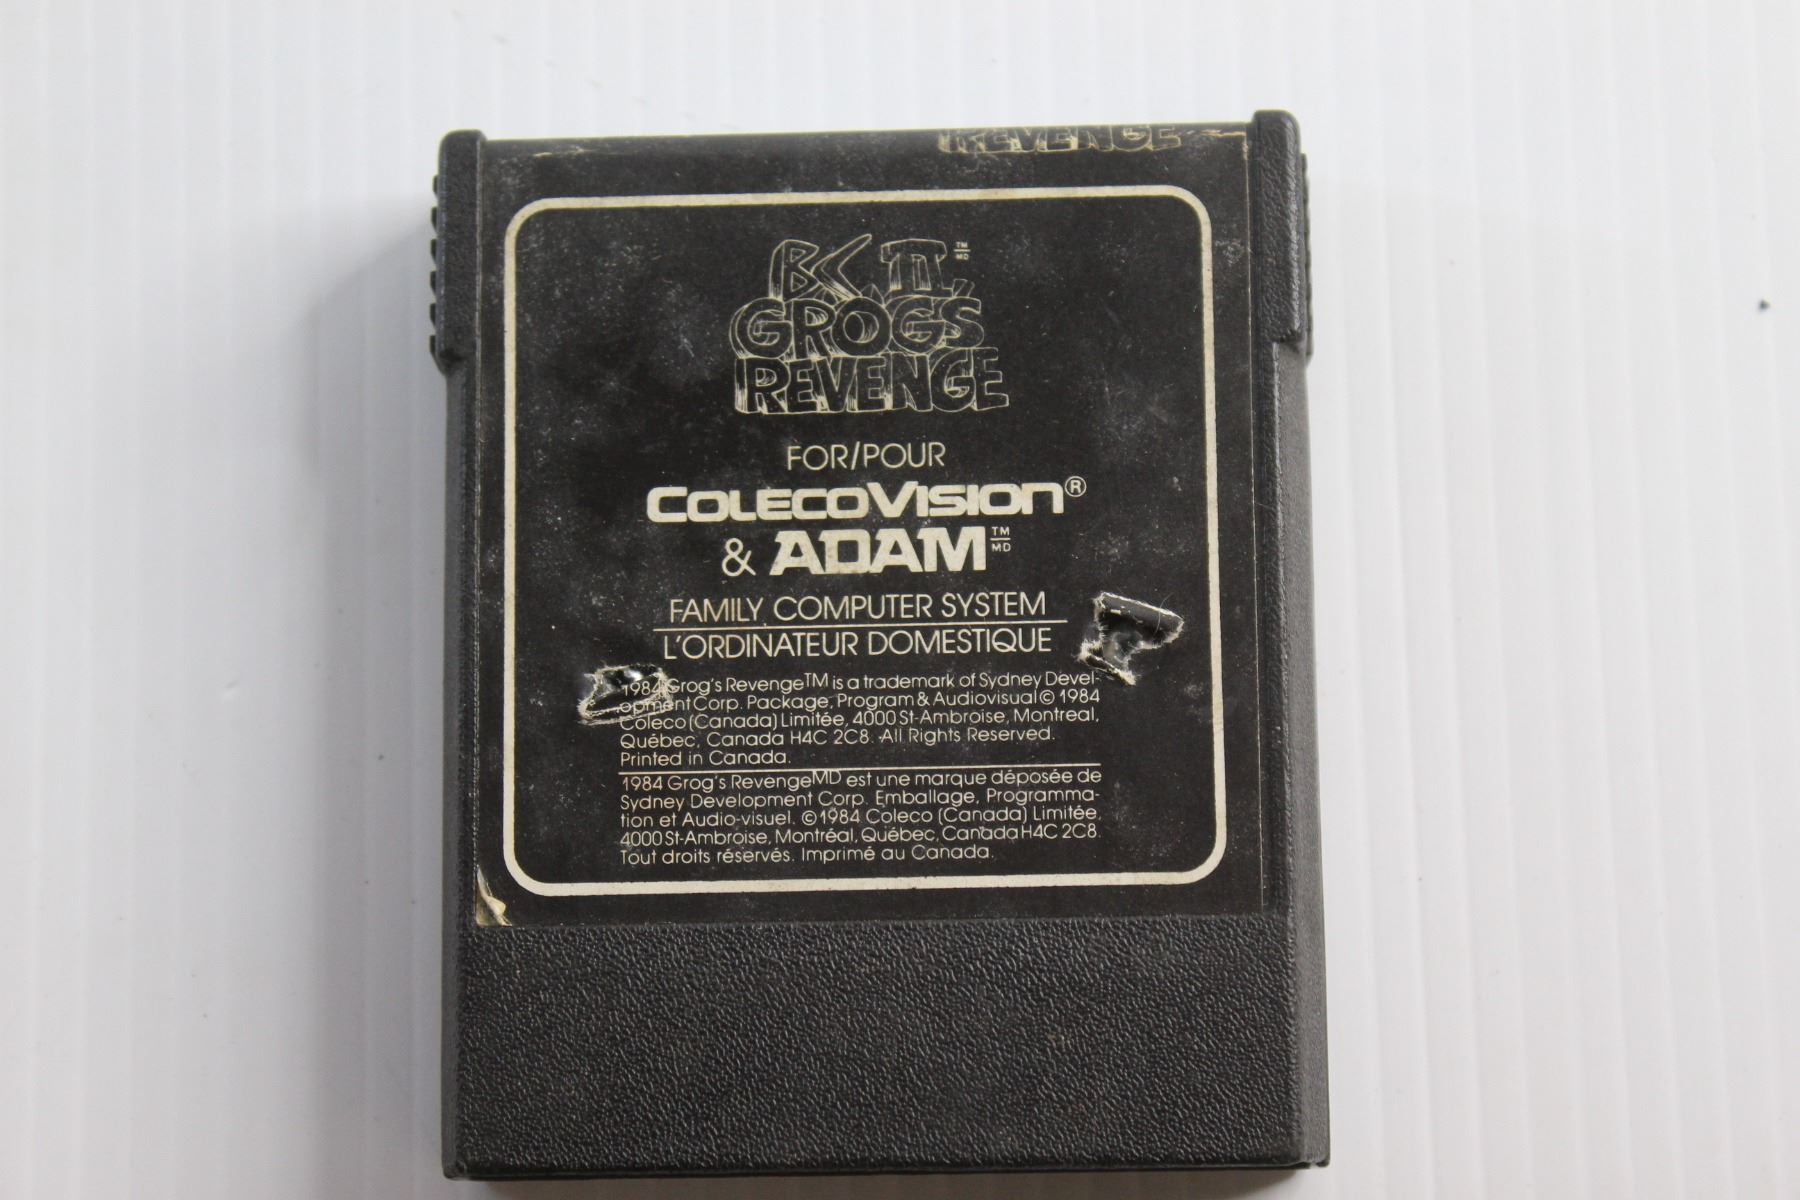 REVENGE
BC II
TM
MD
GROG'S
REVENGE
FOR/POUR
COLECOVISION®
& ADAM TM
MD
FAMILY COMPUTER SYSTEM
L'ORDINATEUR DOMESTIQUE
1984 Grog's Revenge™ is a trademark of Sydney Devel-
opment Corp. Package, Program & Audiovisual © 1984
Coleco (Canada) Limitée, 4000 St-Ambroise, Montreal,
Québec, Canada H4C 2C8. All Rights Reserved.
Printed in Canada.
1984 Grog's Revenge MD est une marque déposée de
Sydney Development Corp. Emballage, Programma-
tion et Audio-visuel. © 1984 Coleco (Canada) Limitée.
4000 St-Ambroise, Montréal, Québec, Canada H4C 2C8.
Tout droits réservés. Imprimé au Canada.